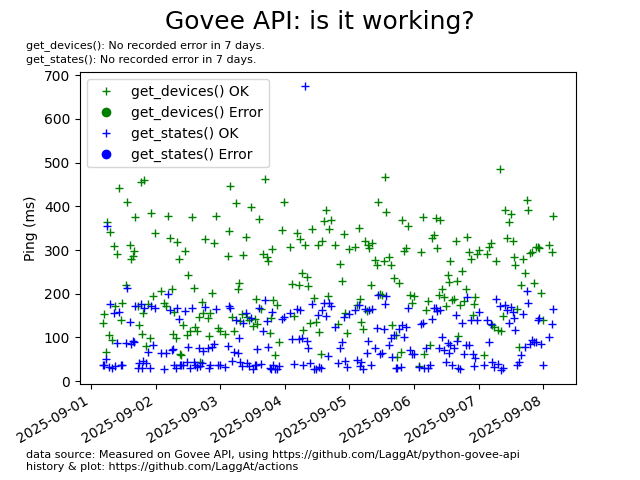 Govee API: is it working?
get_devices(): No recorded error in 7 days.
get_states(): No recorded error in 7 days.
700
600
500
400
300
200
100
0
Ping (ms)
get_devices() OK
get_devices() Error
get_states() OK
get_states() Error
2025-09-01
2025-09-02
2025-09-03
2025-09-04
2025-09-05
2025-09-06
2025-09-07
2025-09-08
data source: Measured on Govee API, using https://github.com/LaggAt/python-govee-api
history & plot: https://github.com/LaggAt/actions